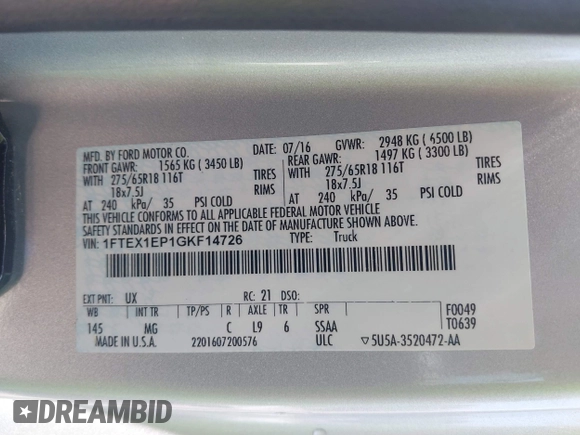 MFD. BY FORD MOTOR CO. DATE: 07/16 GVWR: 2948 KG ( 6500 LB)
FRONT GAWR: 1565 KG ( 3450 LB) REAR GAWR: 1497 KG ( 3300 LB)
WITH 275/65R18 116T TIRES WITH 275/65R18 116T TIRES
18x7.5J RIMS 18x7.5J RIMS
AT 240 kPa/ 35 PSI COLD AT 240 kPa/ 35 PSI COLD
THIS VEHICLE CONFORMS TO ALL APPLICABLE FEDERAL MOTOR VEHICLE
SAFETY STANDARDS IN EFFECT ON THE DATE OF MANUFACTURE SHOWN ABOVE.
VIN: 1FTEX1EP1GKF14726 TYPE: Truck
EXT PNT: UX RC: 21 DSO:
WB INT TR TP/PS R AXLE TR SPR F0049
145 MG C L9 6 SSAA T0639
MADE IN U.S.A. 2201607200576 ULC ▽5U5A-3520472-AA
DREAMBID